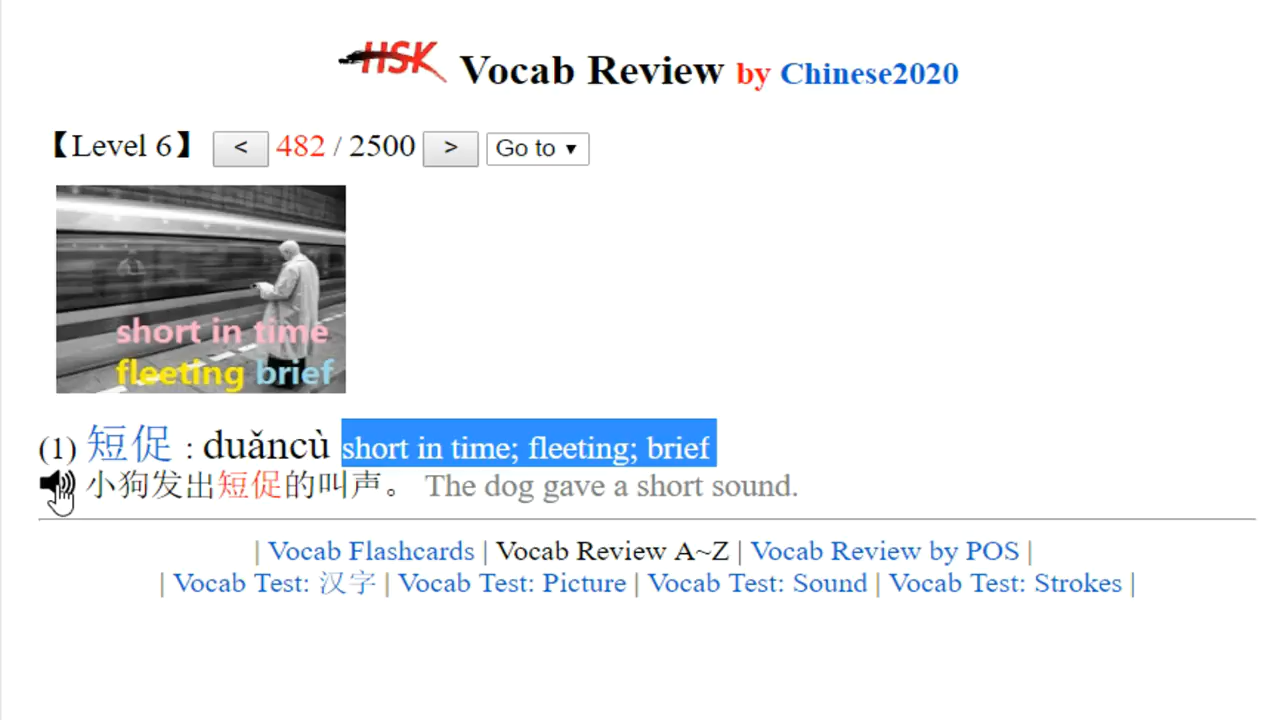 HSK Vocab Review by Chinese2020
【Level 6】 < 482 / 2500 > Go to ▼
short in time
fleeting brief
(1) 短促 : duǎncù short in time; fleeting; brief
小狗发出短促的叫声。 The dog gave a short sound.
| Vocab Flashcards | Vocab Review A~Z | Vocab Review by POS |
| Vocab Test: 汉字 | Vocab Test: Picture | Vocab Test: Sound | Vocab Test: Strokes |